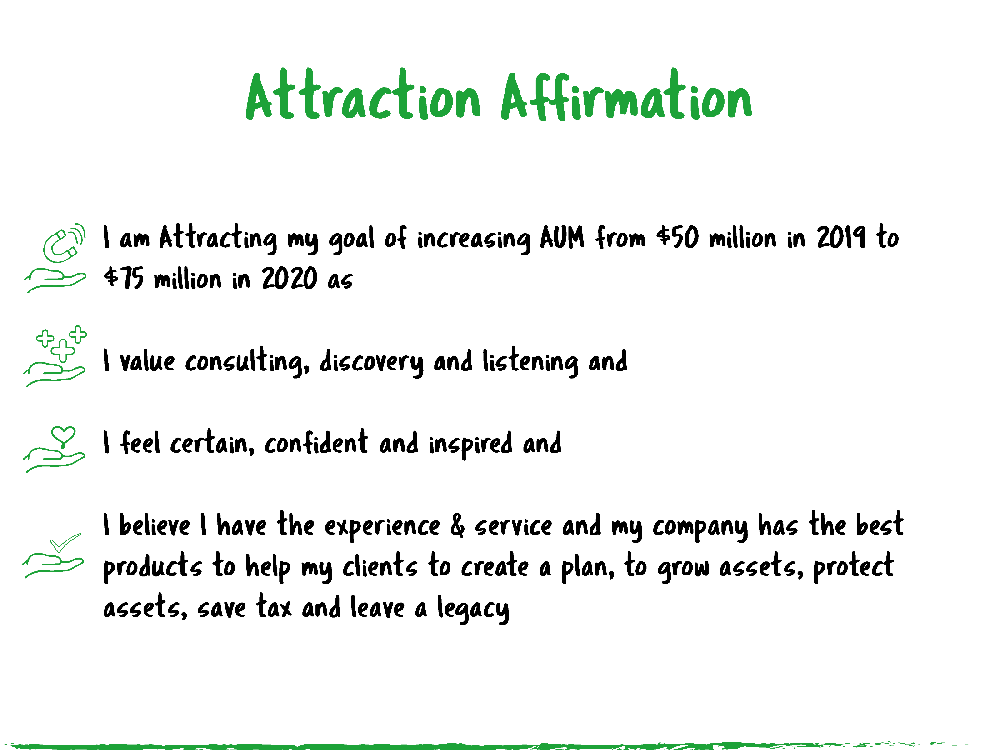 Attraction Affirmation
I am Attracting my goal of increasing AUM from $50 million in 2019 to
$75 million in 2020 as
I value consulting, discovery and listening and
I feel certain, confident and inspired and
I believe I have the experience & service and my company has the best
products to help my clients to create a plan, to grow assets, protect
assets, save tax and leave a legacy